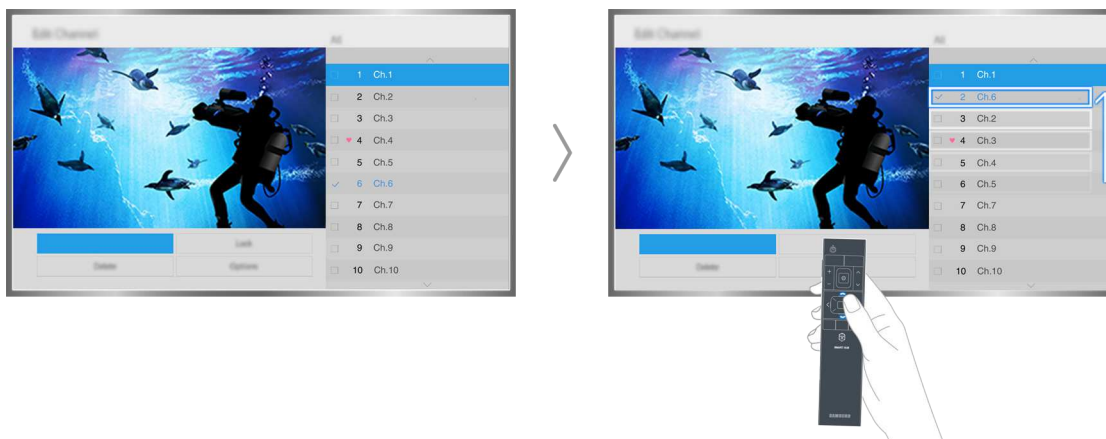 Edit Channel
All
1 Ch.1
2 Ch.2
3 Ch.3
4 Ch.4
5 Ch.5
6 Ch.6
7 Ch.7
8 Ch.8
9 Ch.9
10 Ch.10
Lock
Delete
Options
Edit Channel
All
1 Ch.1
2 Ch.6
3 Ch.2
4 Ch.3
5 Ch.4
6 Ch.5
7 Ch.7
8 Ch.8
9 Ch.9
10 Ch.10
Delete
SMART HUB
SAMSUNG